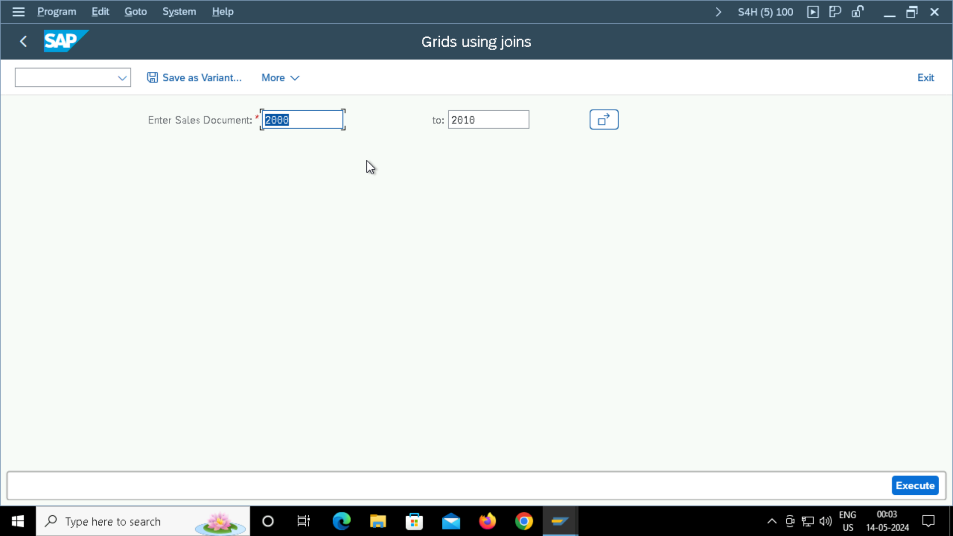 Program Edit Goto System Help S4H (5) 100
SAP Grids using joins
Save as Variant... More Exit
Enter Sales Document: * 2000 to: 2010
Execute
Type here to search ENG 00:03
US 14-05-2024